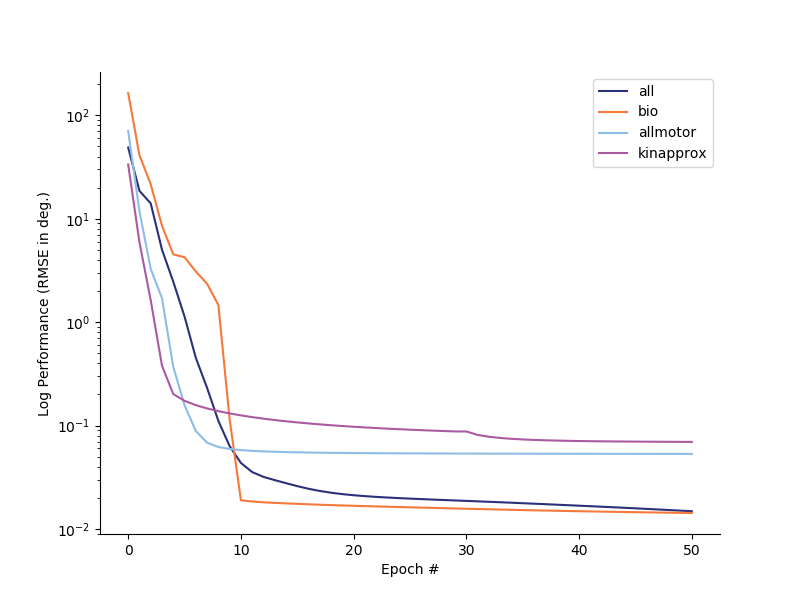 all
bio
allmotor
kinapprox
10²
10¹
10⁰
10⁻¹
10⁻²
Log Performance (RMSE in deg.)
0 10 20 30 40 50
Epoch #